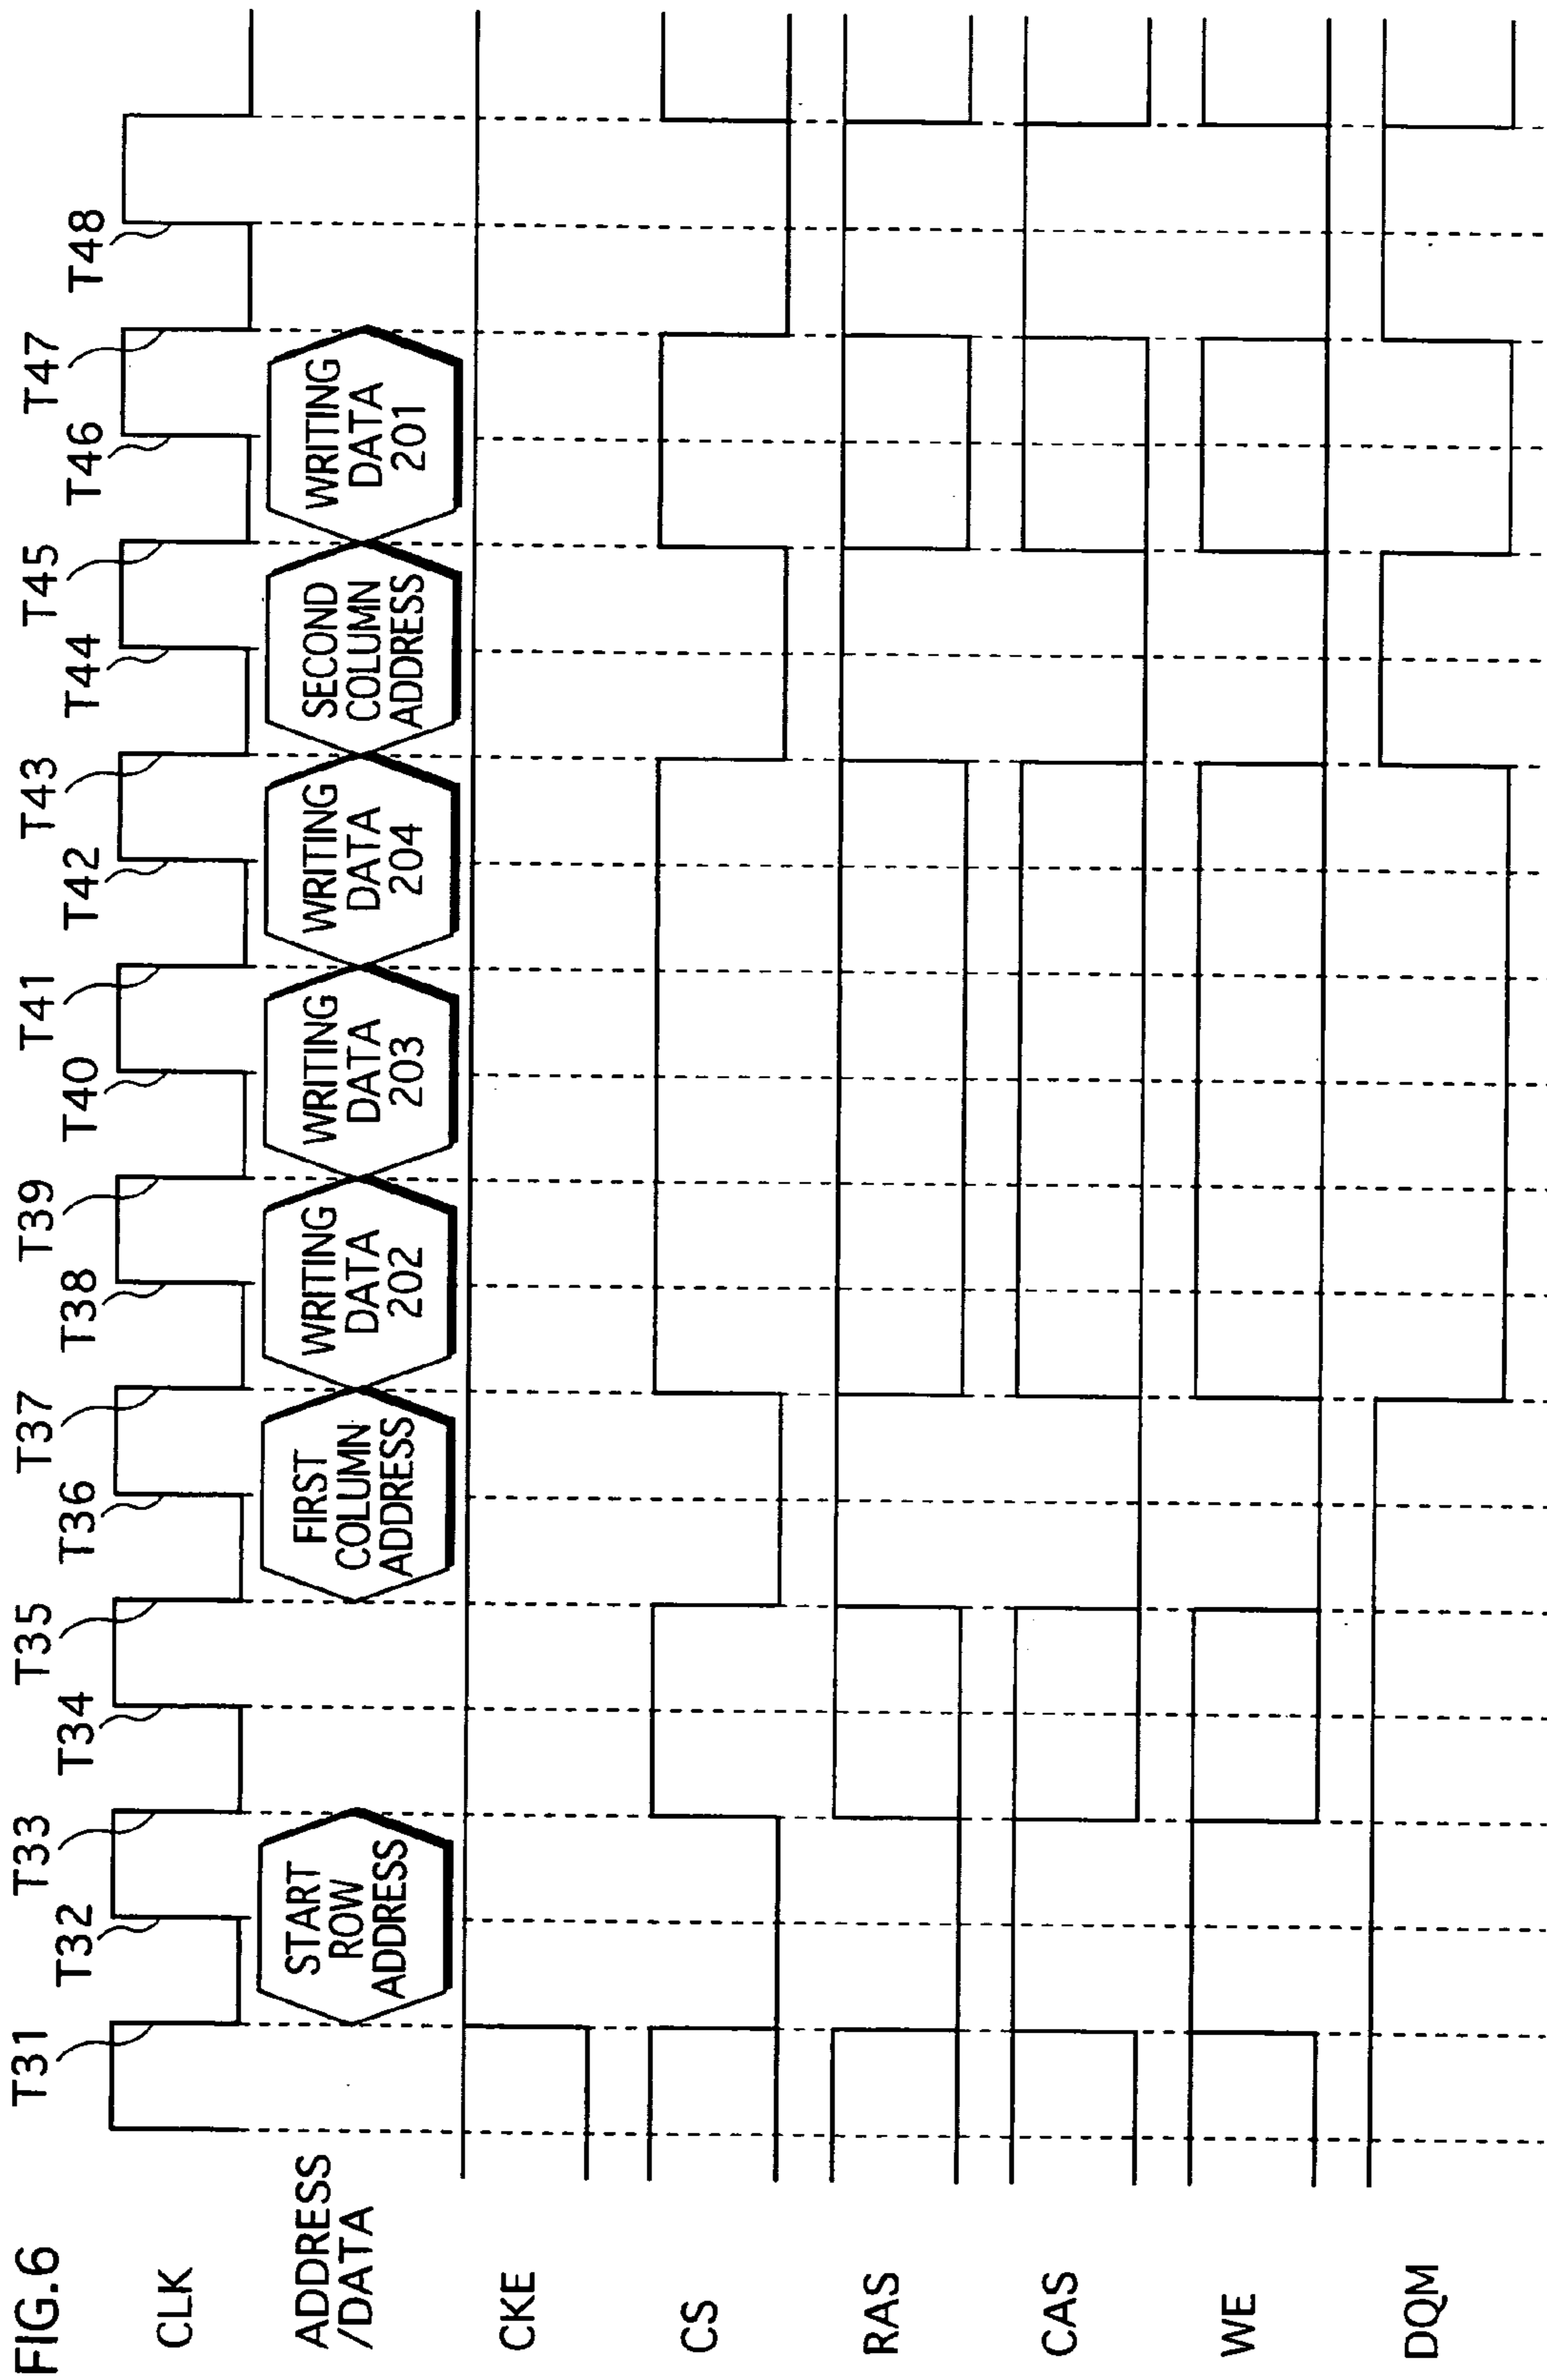 FIG.6
T31
T32
T33
T34
T35
T36
T37
T38
T39
T40
T41
T42
T43
T44
T45
T46
T47
T48
CLK
ADDRESS
/DATA
START
ROW
ADDRESS
FIRST
COLUMN
ADDRESS
WRITING
DATA
202
WRITING
DATA
203
WRITING
DATA
204
SECOND
COLUMN
ADDRESS
WRITING
DATA
201
CKE
CS
RAS
CAS
WE
DQM